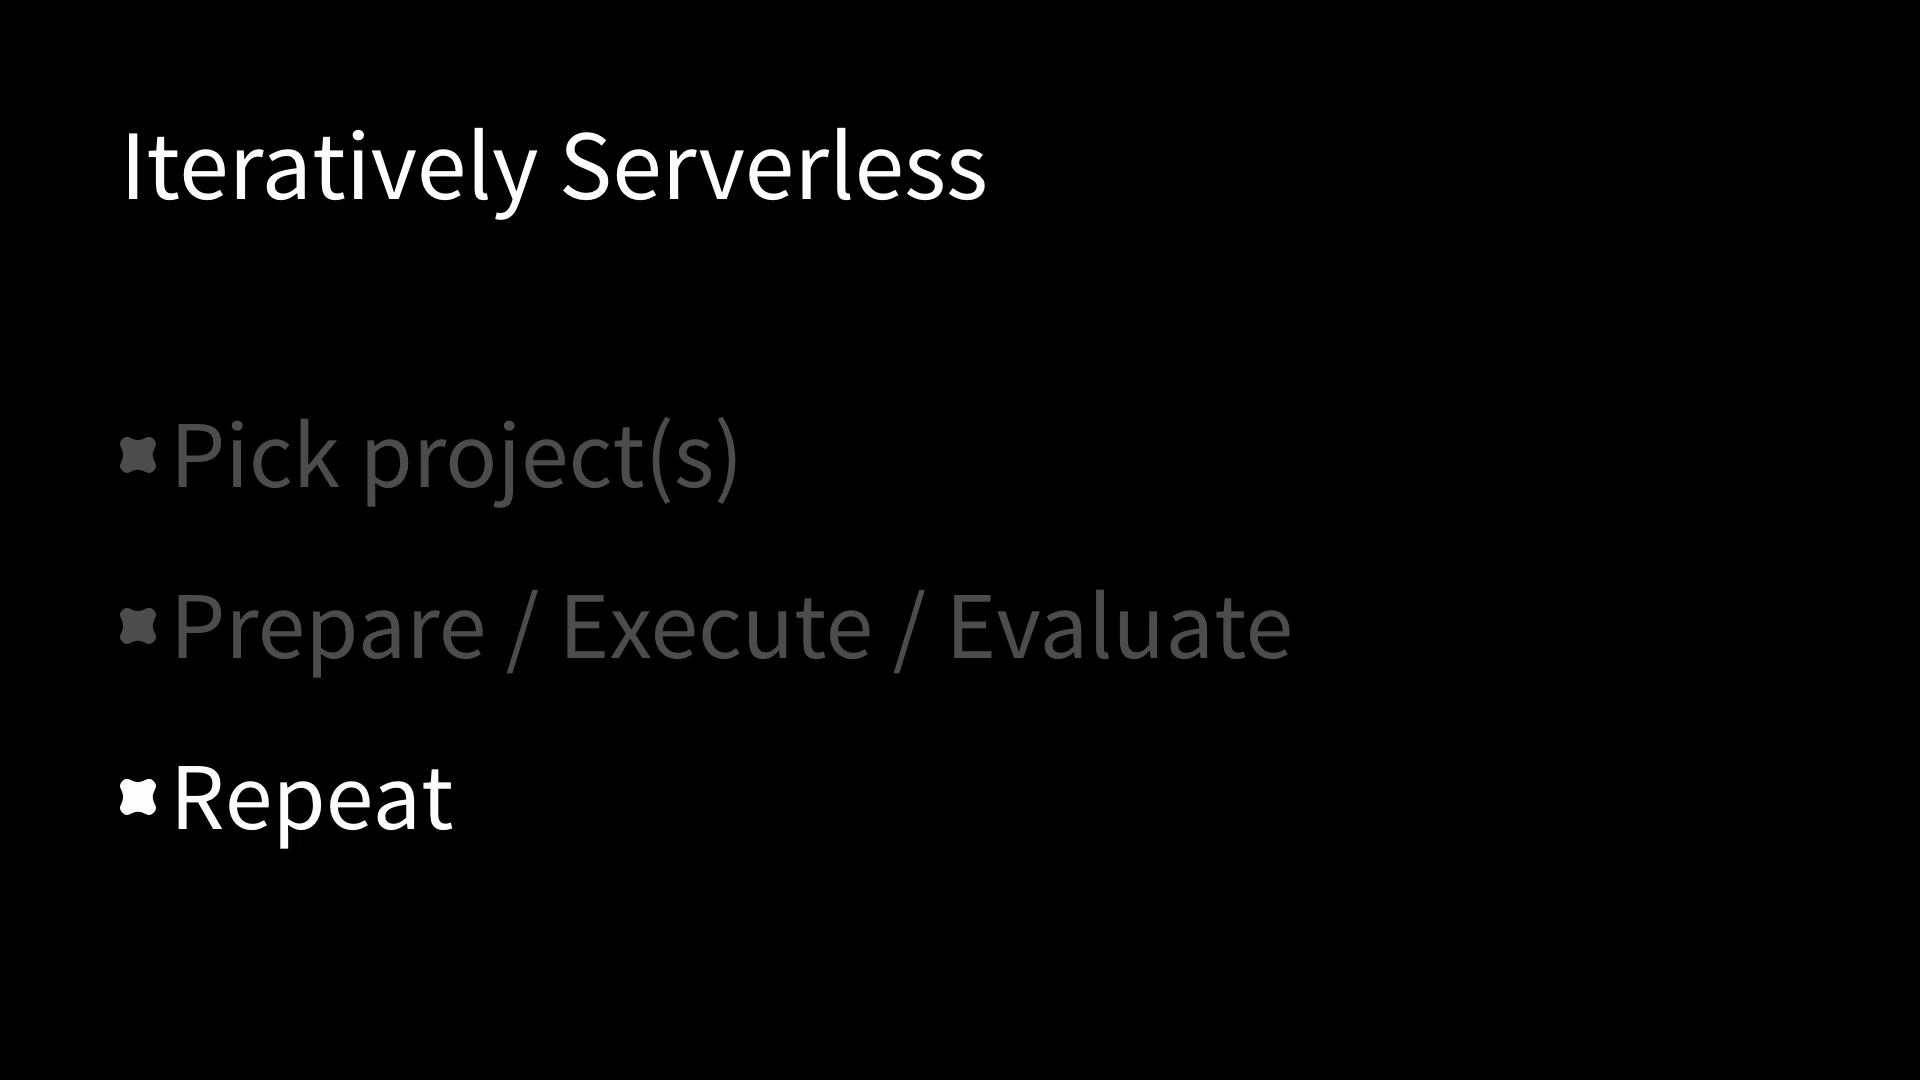 Iteratively Serverless
Pick project(s)
Prepare / Execute / Evaluate
Repeat